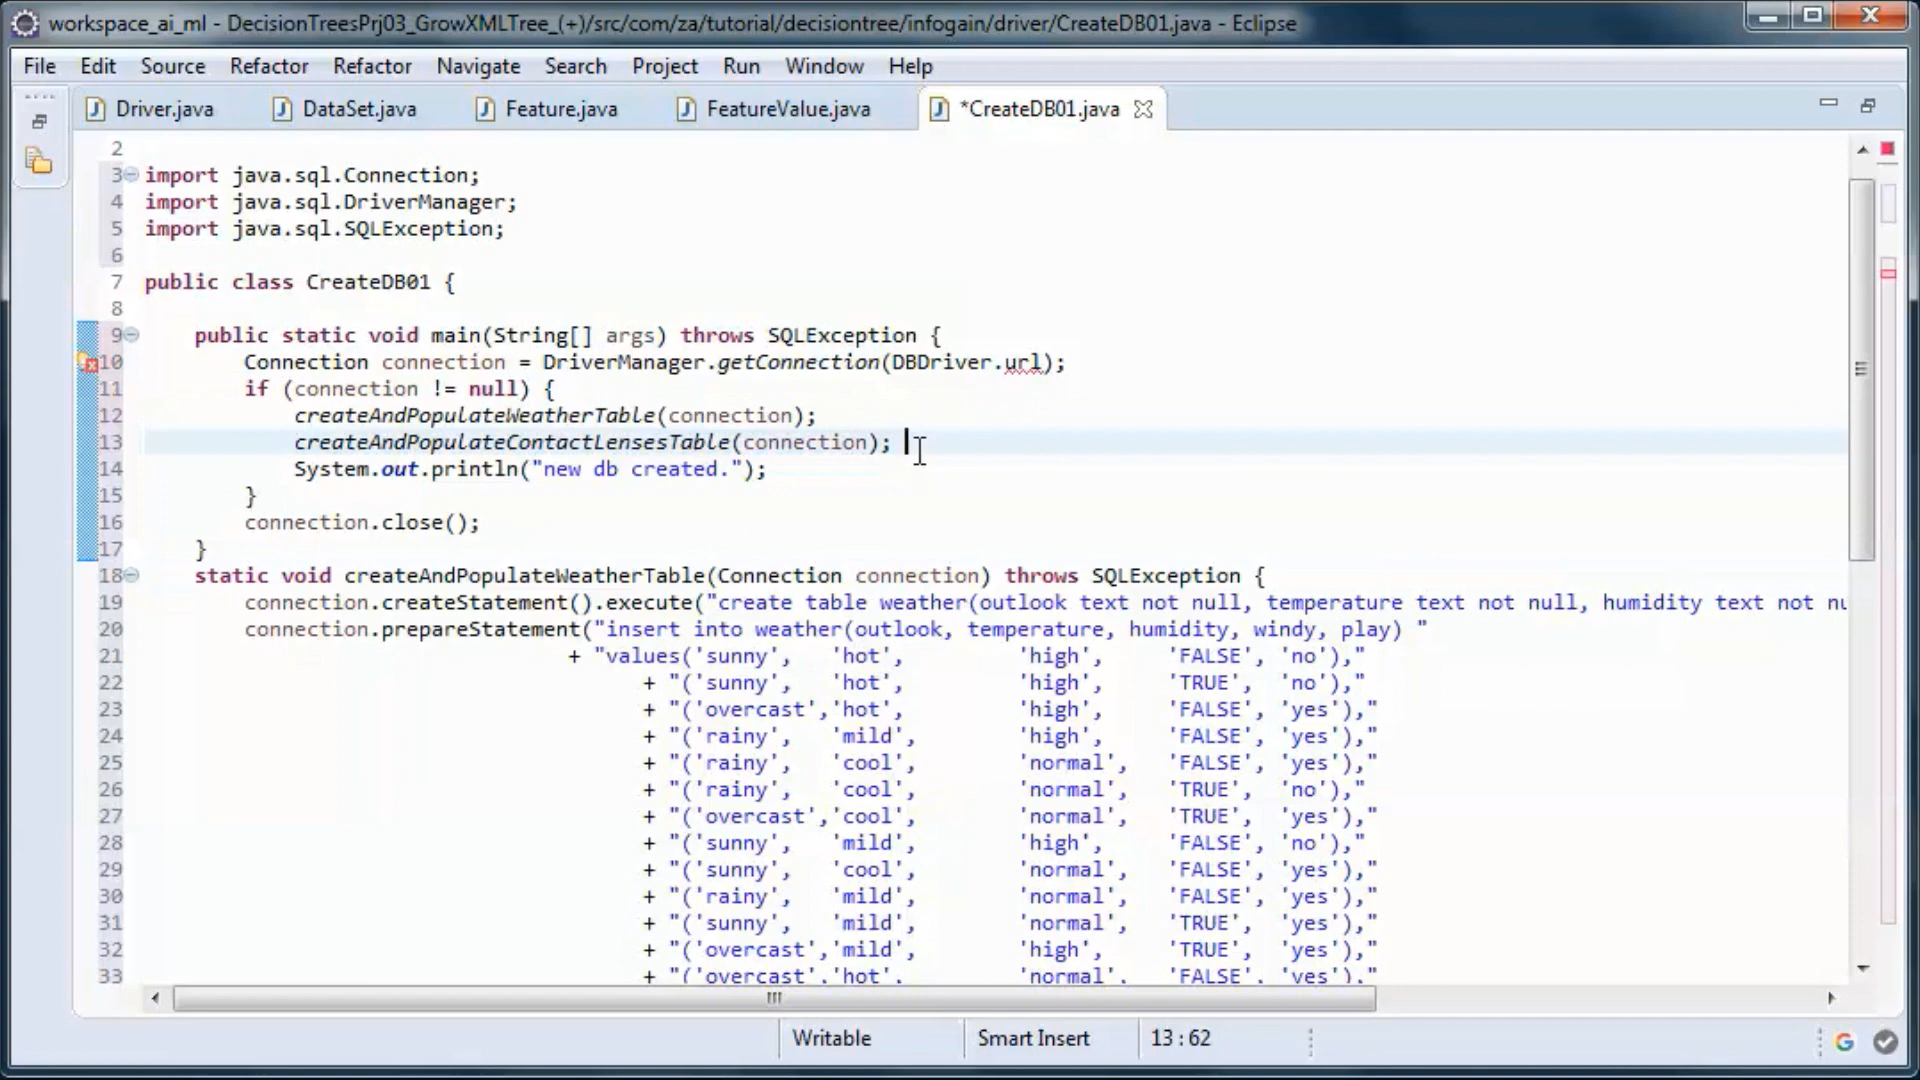 workspace_ai_ml - DecisionTreesPrj03_GrowXMLTree_(+)/src/com/za/tutorial/decisiontree/infogain/driver/CreateDB01.java - Eclipse
File Edit Source Refactor Refactor Navigate Search Project Run Window Help
Driver.java DataSet.java Feature.java FeatureValue.java *CreateDB01.java
2
3 import java.sql.Connection;
4 import java.sql.DriverManager;
5 import java.sql.SQLException;
6
7 public class CreateDB01 {
8
9 public static void main(String[] args) throws SQLException {
10 Connection connection = DriverManager.getConnection(DBDriver.url);
11 if (connection != null) {
12 createAndPopulateWeatherTable(connection);
13 createAndPopulateContactLensesTable(connection);
14 System.out.println("new db created.");
15 }
16 connection.close();
17 }
18 static void createAndPopulateWeatherTable(Connection connection) throws SQLException {
19 connection.createStatement().execute("create table weather(outlook text not null, temperature text not null, humidity text not nu
20 connection.prepareStatement("insert into weather(outlook, temperature, humidity, windy, play) "
21 + "values('sunny', 'hot', 'high', 'FALSE', 'no'),"
22 + "('sunny', 'hot', 'high', 'TRUE', 'no'),"
23 + "('overcast','hot', 'high', 'FALSE', 'yes'),"
24 + "('rainy', 'mild', 'high', 'FALSE', 'yes'),"
25 + "('rainy', 'cool', 'normal', 'FALSE', 'yes'),"
26 + "('rainy', 'cool', 'normal', 'TRUE', 'no'),"
27 + "('overcast','cool', 'normal', 'TRUE', 'yes'),"
28 + "('sunny', 'mild', 'high', 'FALSE', 'no'),"
29 + "('sunny', 'cool', 'normal', 'FALSE', 'yes'),"
30 + "('rainy', 'mild', 'normal', 'FALSE', 'yes'),"
31 + "('sunny', 'mild', 'normal', 'TRUE', 'yes'),"
32 + "('overcast','mild', 'high', 'TRUE', 'yes'),"
33 + "('overcast','hot', 'normal', 'FALSE', 'yes'),"
Writable Smart Insert 13 : 62